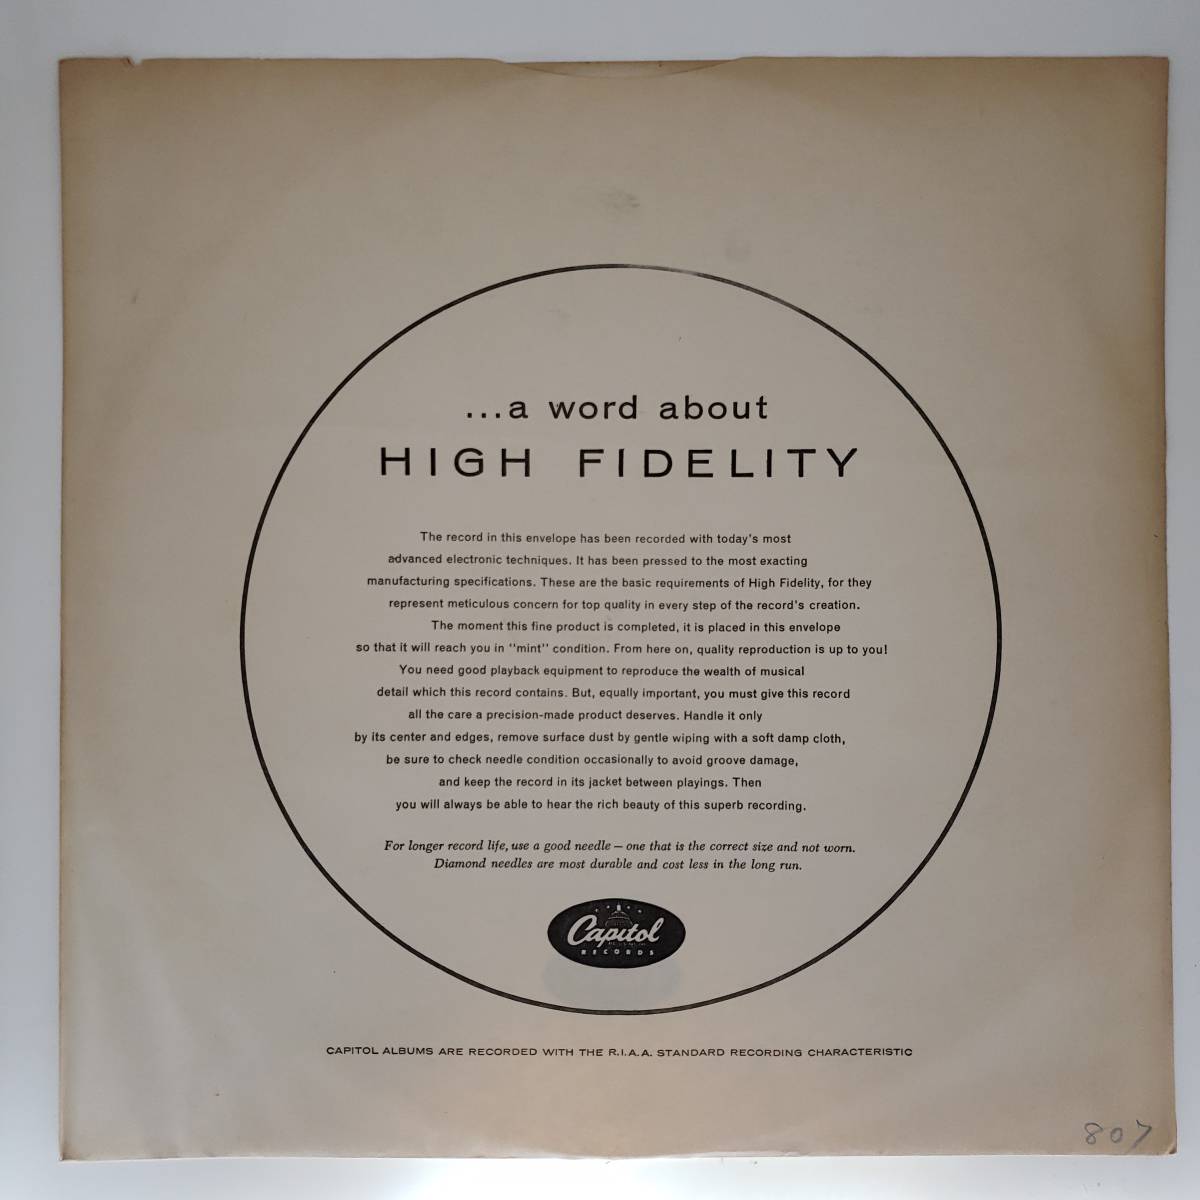 ...a word about
HIGH FIDELITY
The record in this envelope has been recorded with today's most
advanced electronic techniques. It has been pressed to the most exacting
manufacturing specifications. These are the basic requirements of High Fidelity, for they
represent meticulous concern for top quality in every step of the record's creation.
The moment this fine product is completed, it is placed in this envelope
so that it will reach you in "mint" condition. From here on, quality reproduction is up to you!
You need good playback equipment to reproduce the wealth of musical
detail which this record contains. But, equally important, you must give this record
all the care a precision-made product deserves. Handle it only
by its center and edges, remove surface dust by gentle wiping with a soft damp cloth,
be sure to check needle condition occasionally to avoid groove damage,
and keep the record in its jacket between playings. Then
you will always be able to hear the rich beauty of this superb recording.
For longer record life, use a good needle — one that is the correct size and not worn.
Diamond needles are most durable and cost less in the long run.
Capitol
RECORDS
CAPITOL ALBUMS ARE RECORDED WITH THE R.I.A.A. STANDARD RECORDING CHARACTERISTIC
807